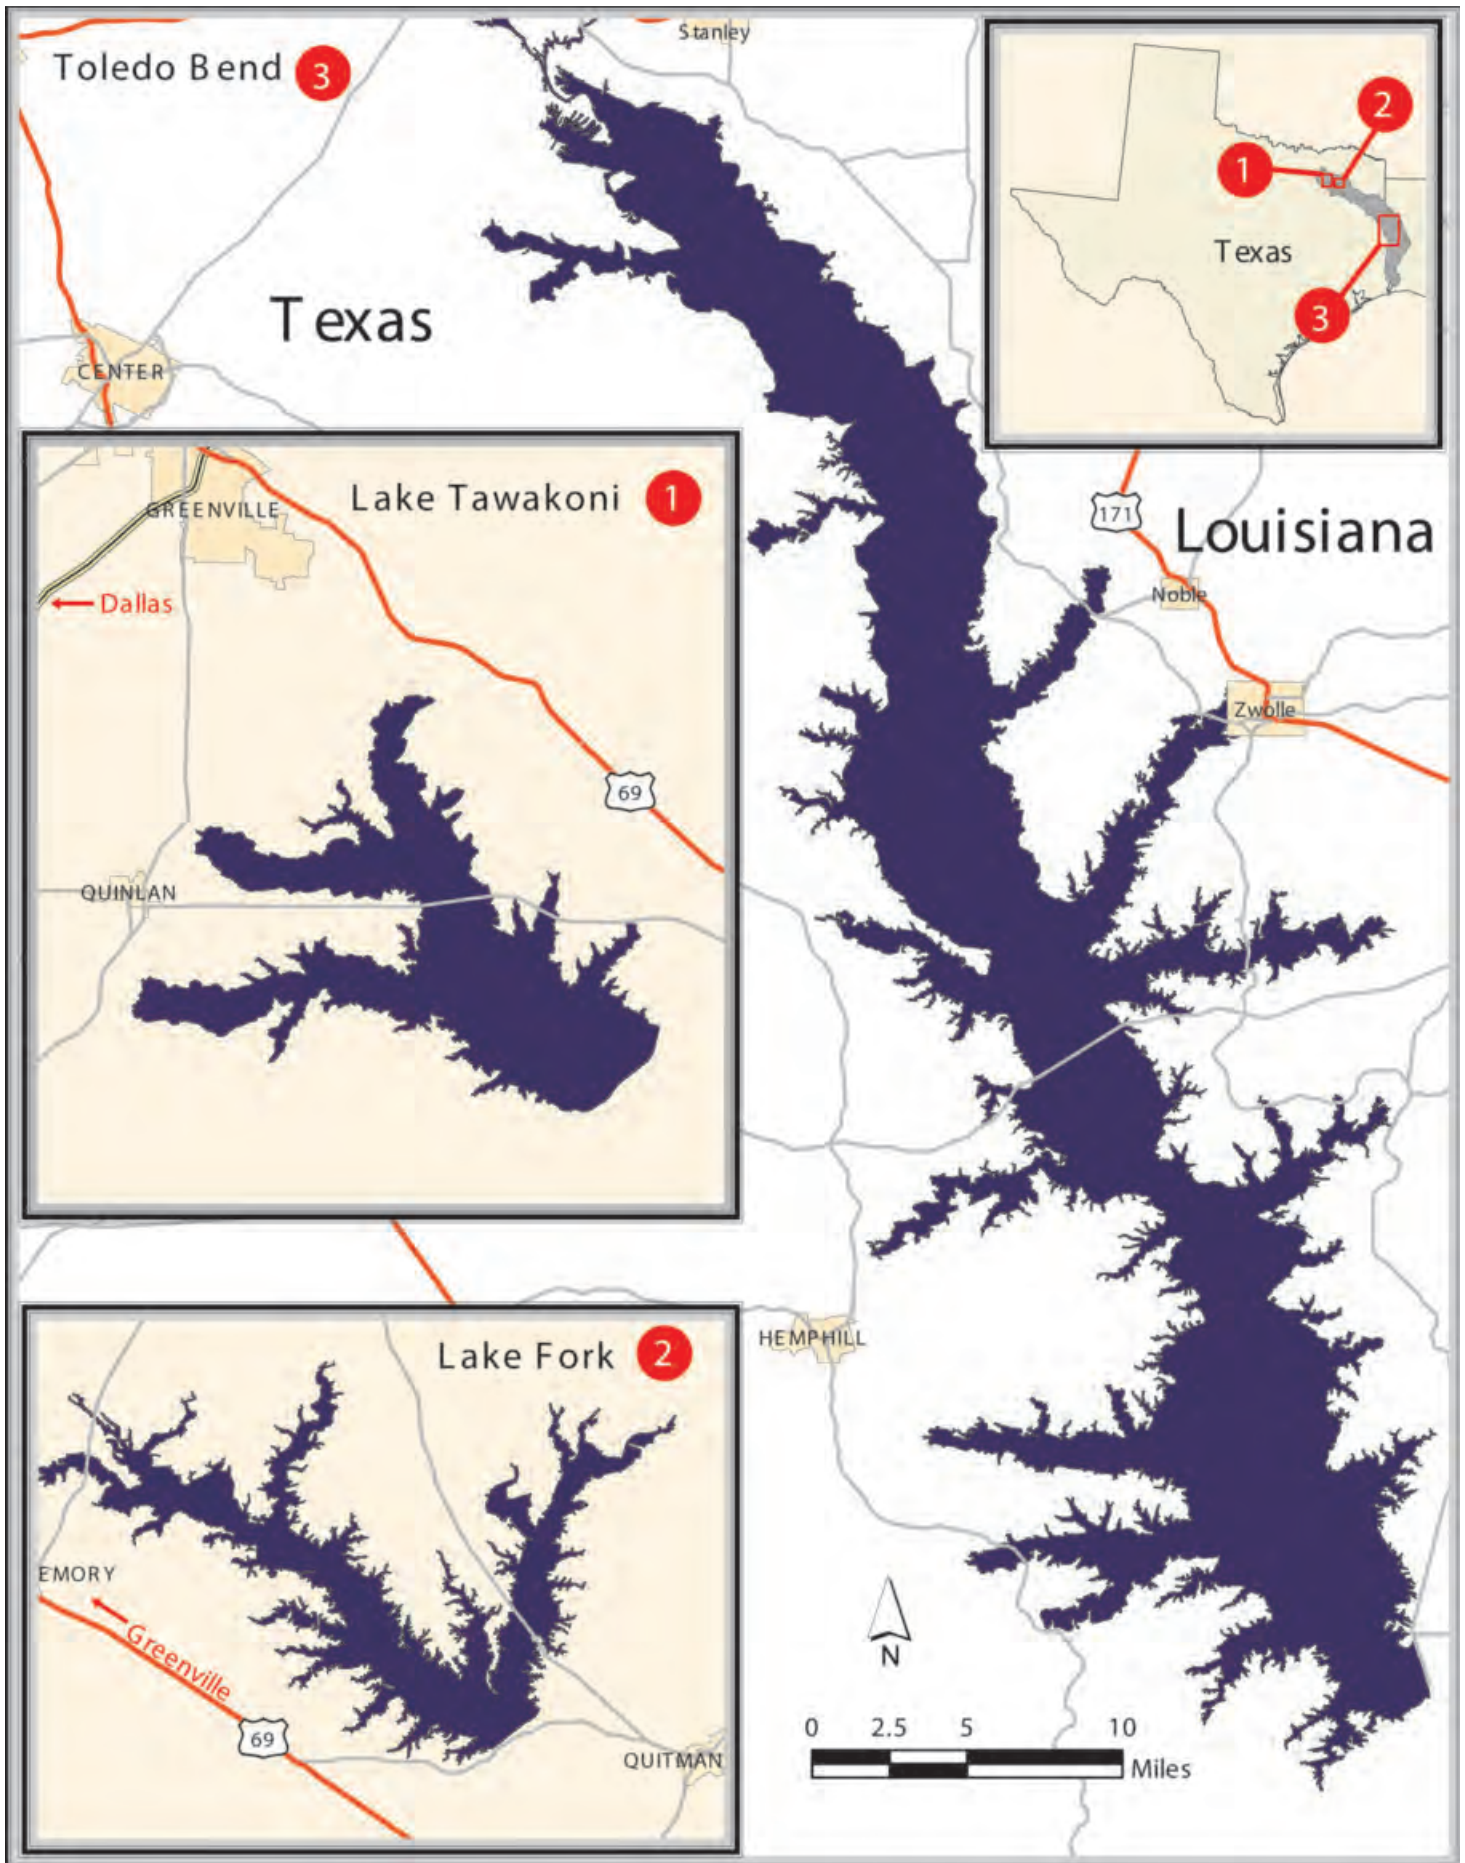 Stanley
Toledo Bend 3
2
1
Texas
3
Texas
CENTER
Lake Tawakoni 1
GREENVILLE
Dallas
69
QUINLAN
171
Louisiana
Noble
Zwolle
Lake Fork 2
HEMPHILL
EMORY
Greenville
69
QUITMAN
N
0 2.5 5 10
Miles